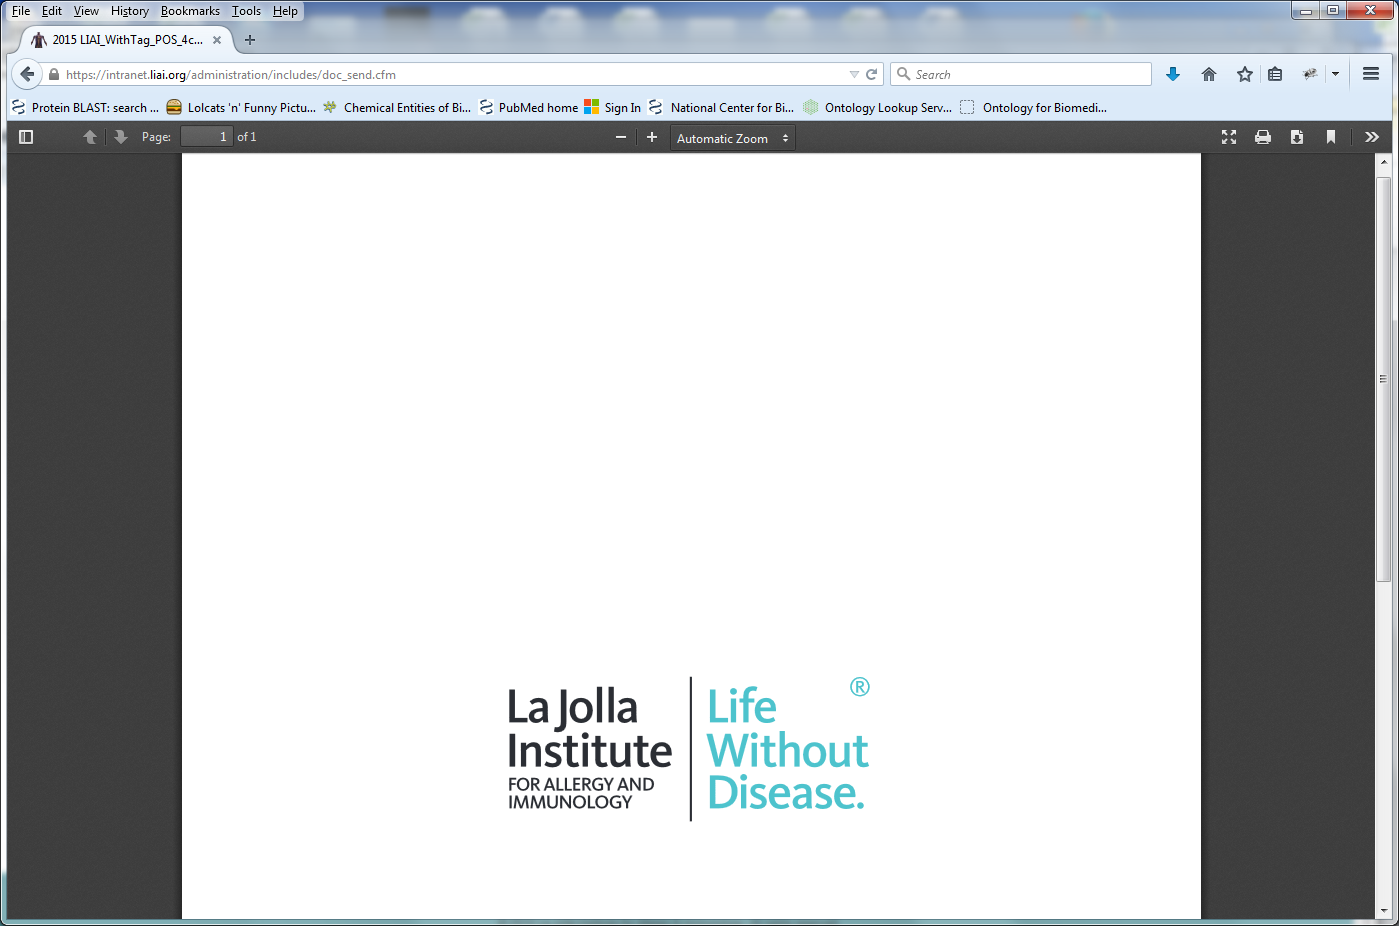 File Edit View History Bookmarks Tools Help
2015 LIAI_WithTag_POS_4c...
https://intranet.liai.org/administration/includes/doc_send.cfm
Search
Protein BLAST: search ... Lolcats 'n' Funny Pictu... Chemical Entities of Bi... PubMed home Sign In National Center for Bi... Ontology Lookup Serv... Ontology for Biomedi...
Page: 1 of 1 Automatic Zoom
La Jolla
Institute
FOR ALLERGY AND
IMMUNOLOGY
Life ®
Without
Disease.